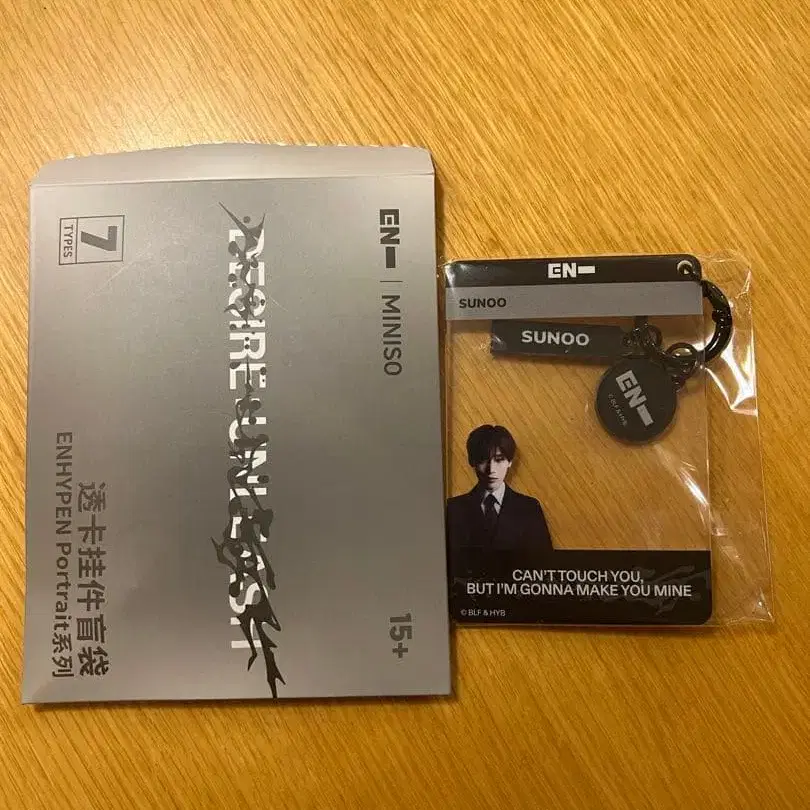 7
TYPES
EN-
MINISO
DESIRE : UNLEASH
透卡挂件盲袋
ENHYPEN Portrait系列
15+
EN-
SUNOO
SUNOO
EN-
© BLF & HYB
CAN'T TOUCH YOU,
BUT I'M GONNA MAKE YOU MINE
© BLF & HYB